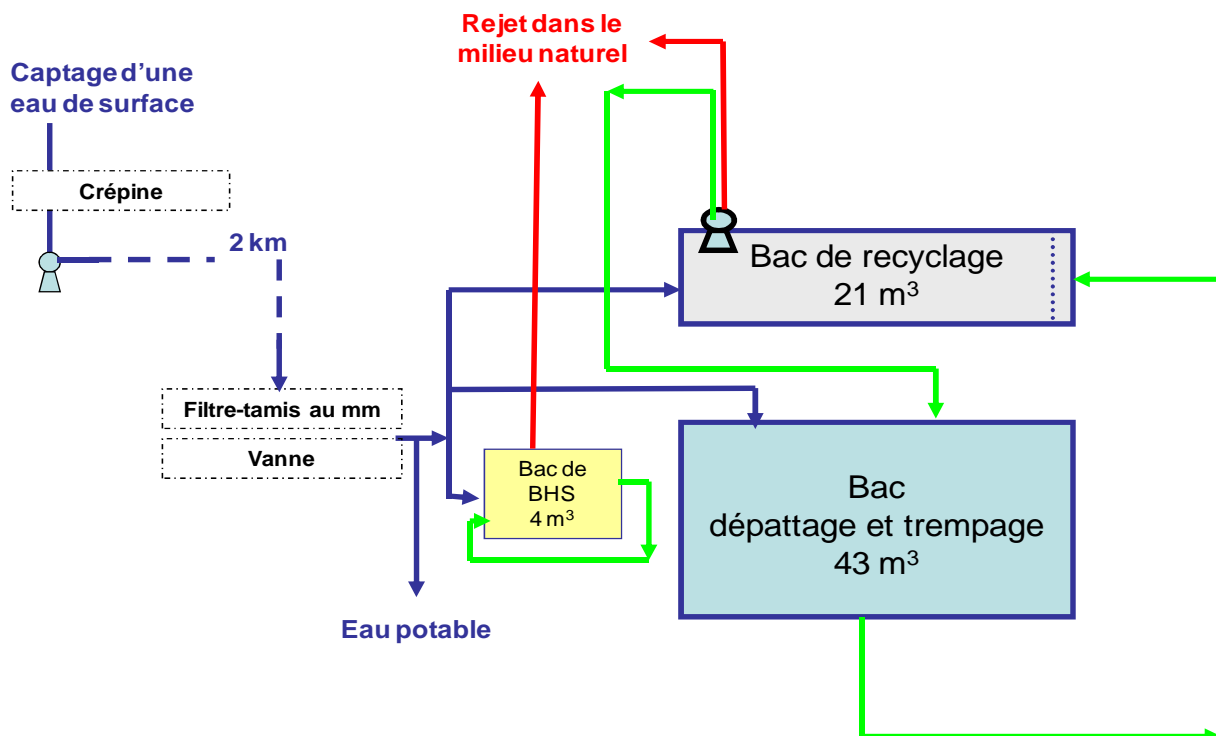 Rejet dans le
milieu naturel
Captage d'une
eau de surface
Crépine
2 km
Bac de recyclage
21 m³
Filtre-tamis au mm
Vanne
Bac de
BHS
4 m³
Bac
dépattage et trempage
43 m³
Eau potable